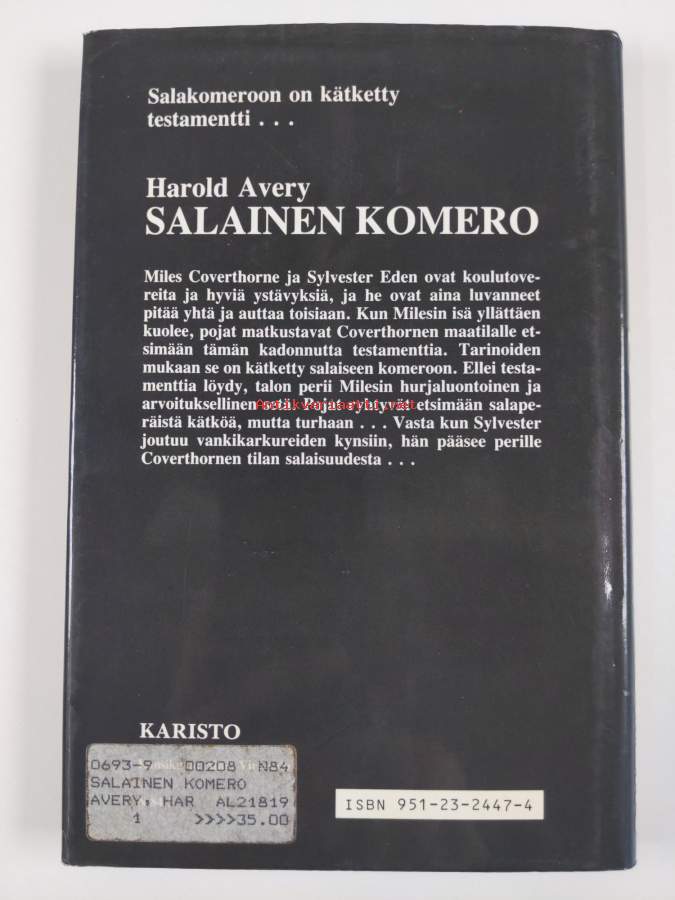 Salakomeroon on kätketty
testamentti . . .
Harold Avery
SALAINEN KOMERO
Miles Coverthorne ja Sylvester Eden ovat koulutove-
reita ja hyviä ystävyksiä, ja he ovat aina luvanneet
pitää yhtä ja auttaa toisiaan. Kun Milesin isä yllättäen
kuolee, pojat matkustavat Coverthornen maatilalle et-
simään tämän kadonnutta testamenttia. Tarinoiden
mukaan se on kätketty salaiseen komeroon. Ellei testa-
menttia löydy, talon perii Milesin hurjaluontoinen ja
arvoituksellinen setä. Pojat ryhtyvät etsimään salape-
Antikvariaatti.net
räistä kätköä, mutta turhaan . . . Vasta kun Sylvester
joutuu vankikarkureiden kynsiin, hän pääsee perille
Coverthornen tilan salaisuudesta . . .
KARISTO
0693-9 00208 N84
SALAINEN KOMERO
AVERY, HAR AL21819
1 >>>>35.00
ISBN 951-23-2447-4